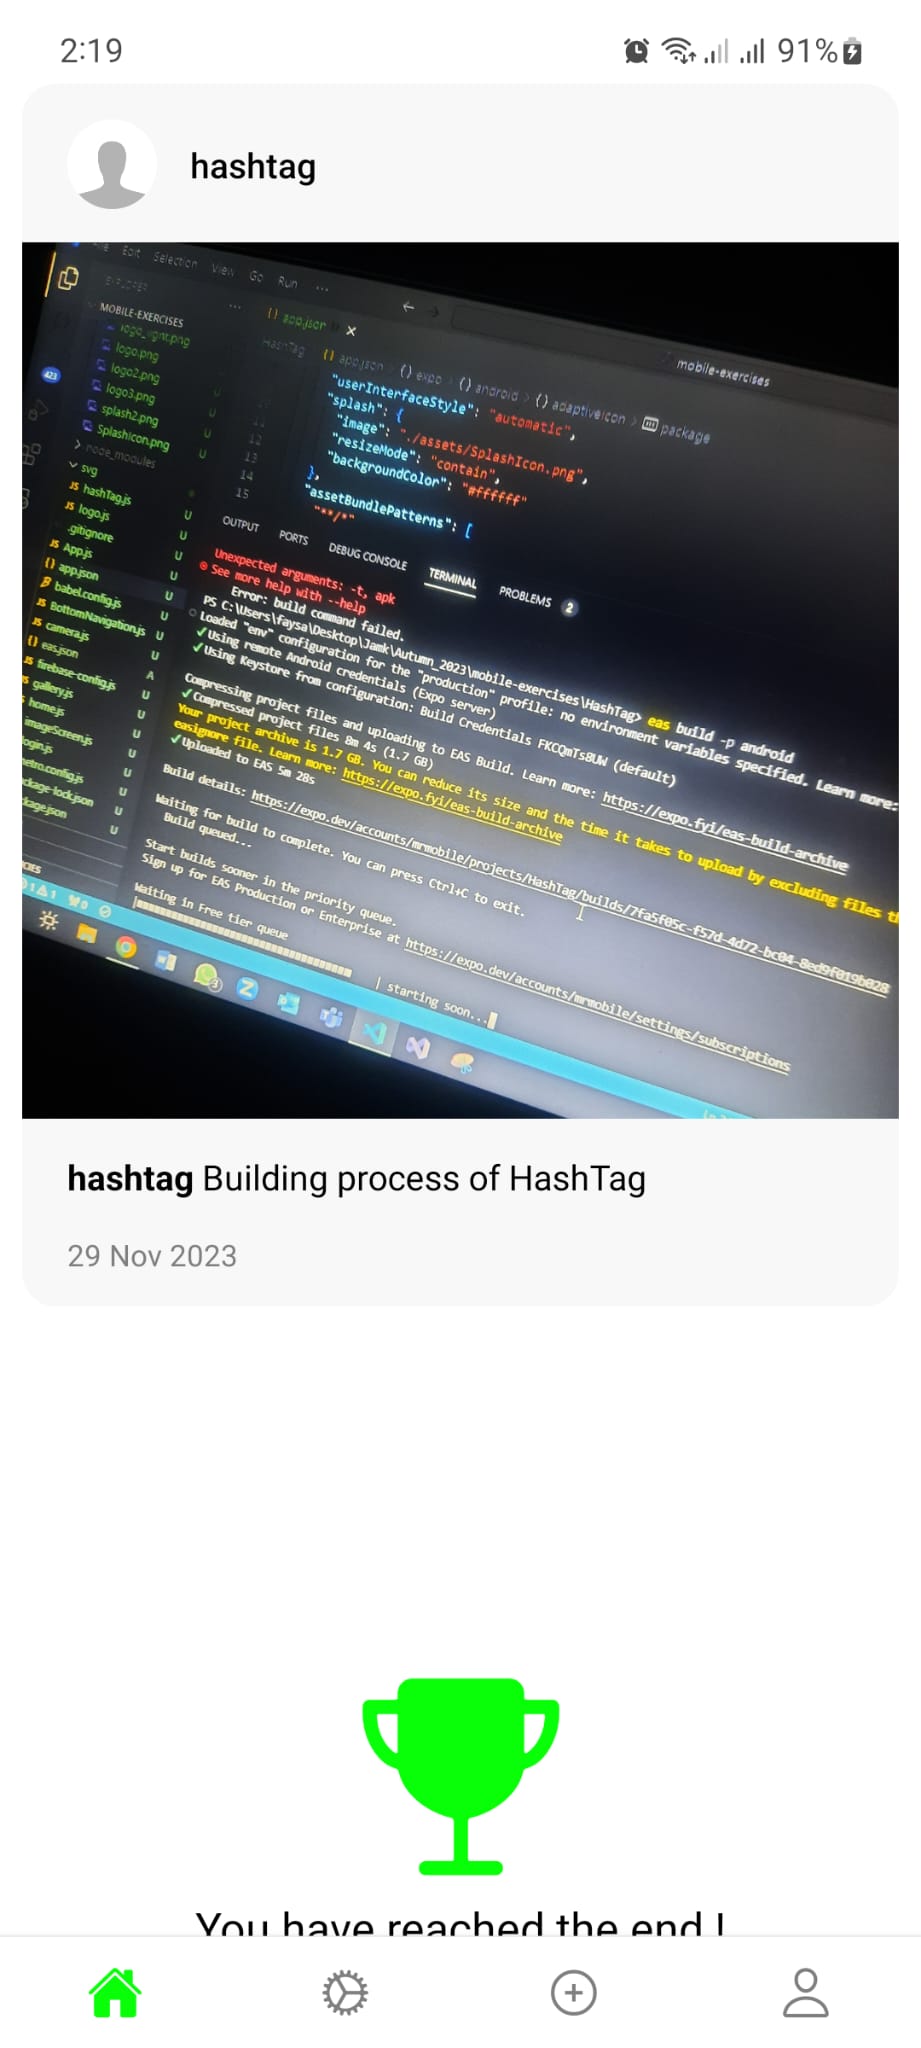 2:19
91%
hashtag
File Edit Selection View Go Run ...
mobile-exercises
EXPLORER
MOBILE-EXERCISES
logo.png
logo2.png
logo3.png
splash2.png
SplashIcon.png
node_modules
svg
hashTag.js
logo.js
.gitignore
App.js
app.json
babel.config.js
BottomNavigation.js
camera.js
eas.json
firebase-config.js
gallery.js
home.js
imageScreen.js
login.js
metro.config.js
package-lock.json
package.json
423
{} app.json
HashTag {} app.json {} expo {} android {} adaptiveIcon package
12
13
14
15
"userInterfaceStyle": "automatic",
"splash": {
"image": "./assets/SplashIcon.png",
"resizeMode": "contain",
"backgroundColor": "#ffffff"
},
"assetBundlePatterns": [
"**/*"
OUTPUT PORTS DEBUG CONSOLE TERMINAL PROBLEMS 2
Unexpected arguments: -t, apk
See more help with --help
Error: build command failed.
PS C:\Users\faysa\Desktop\Jamk\Autumn_2023\mobile-exercises\HashTag> eas build -p android
Loaded "env" configuration for the "production" profile: no environment variables specified. Learn more:
✓Using remote Android credentials (Expo server)
✓Using Keystore from configuration: Build Credentials FKCQmTs8UW (default)
Compressing project files and uploading to EAS Build. Learn more: https://expo.fyi/eas-build-archive
✓Compressed project files 8m 4s (1.7 GB)
Your project archive is 1.7 GB. You can reduce its size and the time it takes to upload by excluding files
easignore file. Learn more: https://expo.fyi/eas-build-archive
✓Uploaded to EAS 5m 28s
Build details: https://expo.dev/accounts/mrmobile/projects/HashTag/builds/7fa5f05c-f57d-4d72-bc04-8ed9f019b028
Waiting for build to complete. You can press Ctrl+C to exit.
Build queued...
Start builds sooner in the priority queue.
Sign up for EAS Production or Enterprise at https://expo.dev/accounts/mrmobile/settings/subscriptions
Waiting in Free tier queue
| starting soon...
hashtag Building process of HashTag
29 Nov 2023
You have reached the end !